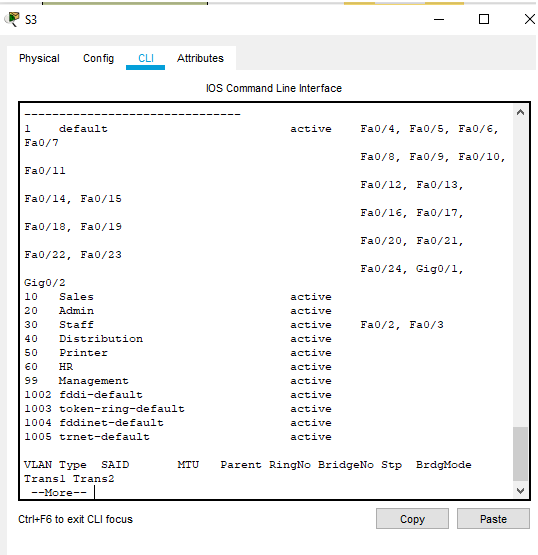 S3
Physical Config CLI Attributes
IOS Command Line Interface
-------------------------------
1 default active Fa0/4, Fa0/5, Fa0/6,
Fa0/7
Fa0/8, Fa0/9, Fa0/10,
Fa0/11
Fa0/12, Fa0/13,
Fa0/14, Fa0/15
Fa0/16, Fa0/17,
Fa0/18, Fa0/19
Fa0/20, Fa0/21,
Fa0/22, Fa0/23
Fa0/24, Gig0/1,
Gig0/2
10 Sales active
20 Admin active
30 Staff active Fa0/2, Fa0/3
40 Distribution active
50 Printer active
60 HR active
99 Management active
1002 fddi-default active
1003 token-ring-default active
1004 fddinet-default active
1005 trnet-default active
VLAN Type SAID MTU Parent RingNo BridgeNo Stp BrdgMode
Trans1 Trans2
--More--
Ctrl+F6 to exit CLI focus
Copy Paste